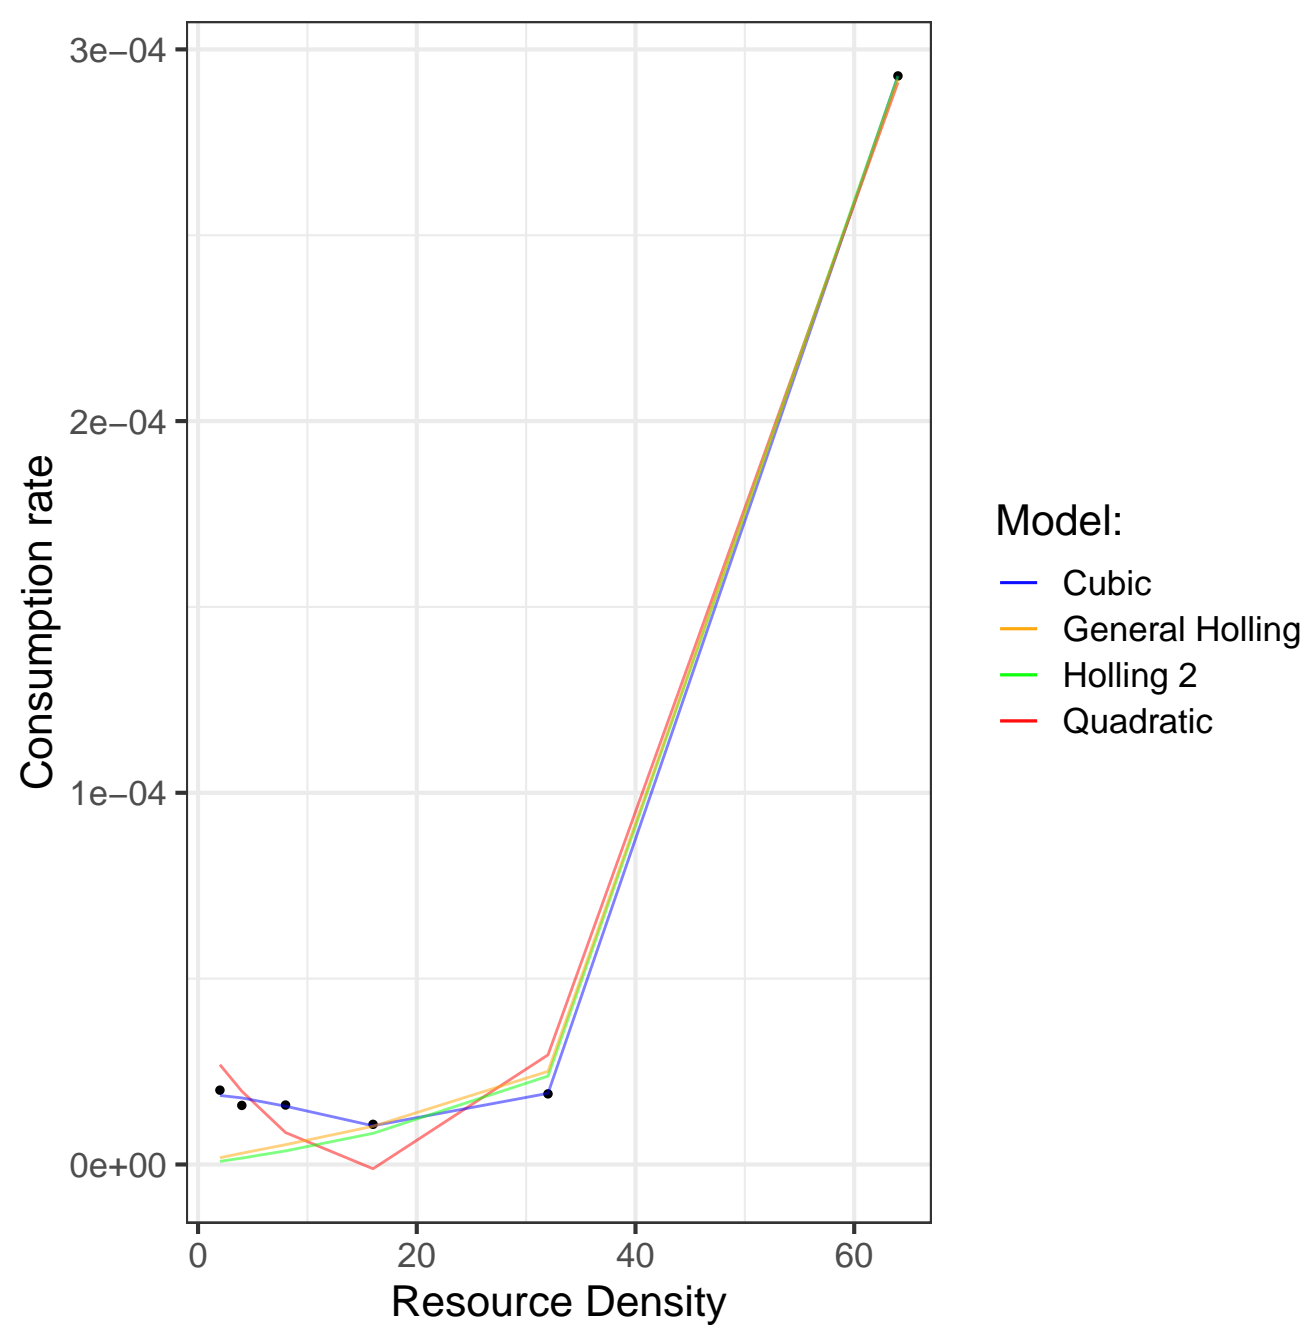 3e−04
2e−04
1e−04
0e+00
Consumption rate
0
20
40
60
Resource Density
Model:
Cubic
General Holling
Holling 2
Quadratic